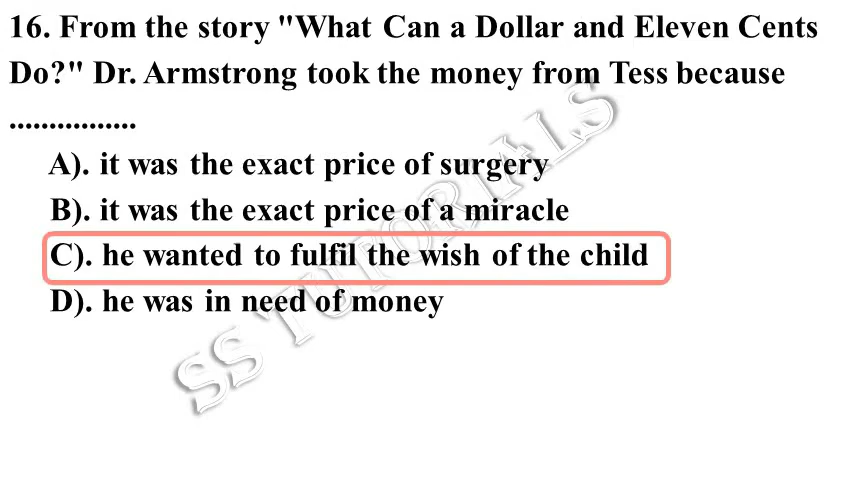 16. From the story "What Can a Dollar and Eleven Cents
Do?" Dr. Armstrong took the money from Tess because
................
A). it was the exact price of surgery
B). it was the exact price of a miracle
C). he wanted to fulfil the wish of the child
D). he was in need of money
SS TUTORIALS